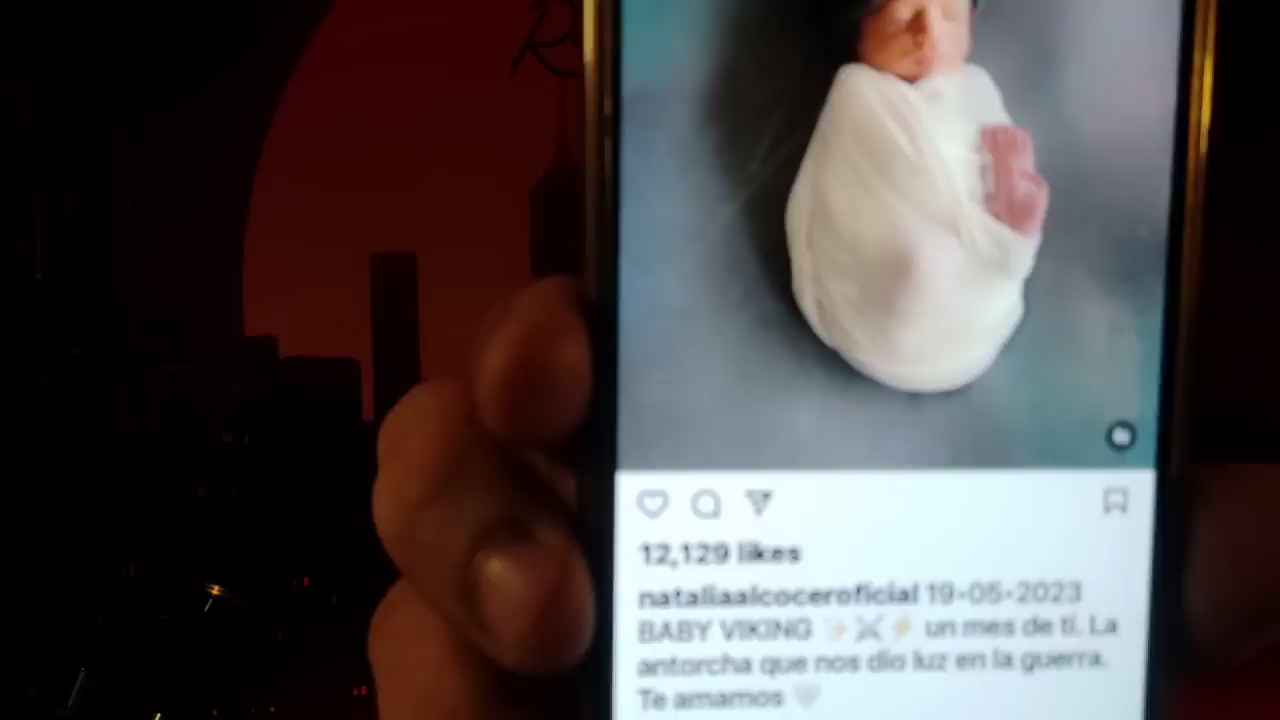 R
12,129 likes
nataliaalcoceroficial 19-05-2023
BABY VIKING ✨⚔⚡ un mes de ti. La
antorcha que nos dio luz en la guerra.
Te amamos 🤍